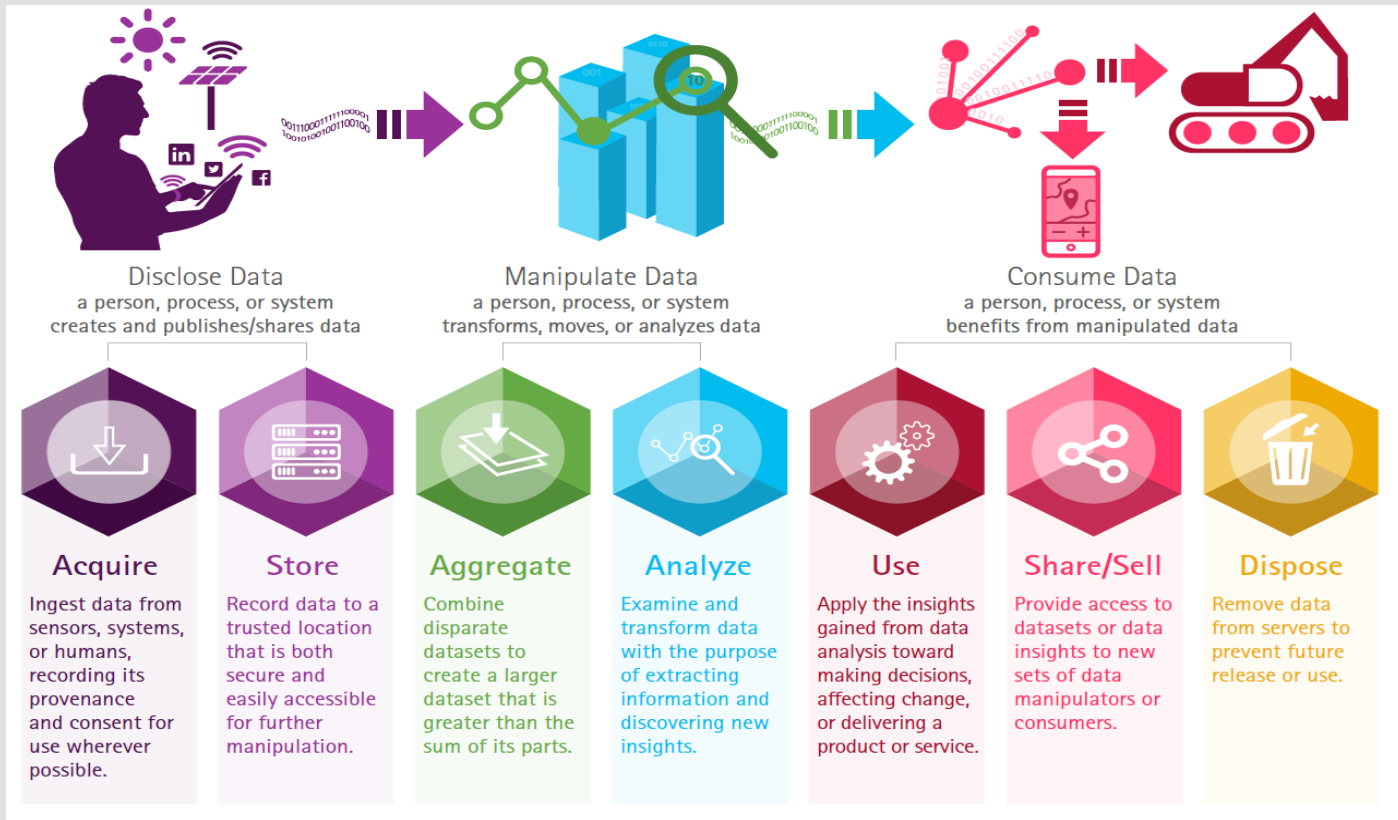 001110001111110001
100101001001100100
001
0110
10
Disclose Data
a person, process, or system
creates and publishes/shares data
Manipulate Data
a person, process, or system
transforms, moves, or analyzes data
Consume Data
a person, process, or system
benefits from manipulated data
Acquire
Ingest data from
sensors, systems,
or humans,
recording its
provenance
and consent for
use wherever
possible.
Store
Record data to a
trusted location
that is both
secure and
easily accessible
for further
manipulation.
Aggregate
Combine
disparate
datasets to
create a larger
dataset that is
greater than the
sum of its parts.
Analyze
Examine and
transform data
with the purpose
of extracting
information and
discovering new
insights.
Use
Apply the insights
gained from data
analysis toward
making decisions,
affecting change,
or delivering a
product or service.
Share/Sell
Provide access to
datasets or data
insights to new
sets of data
manipulators or
consumers.
Dispose
Remove data
from servers to
prevent future
release or use.